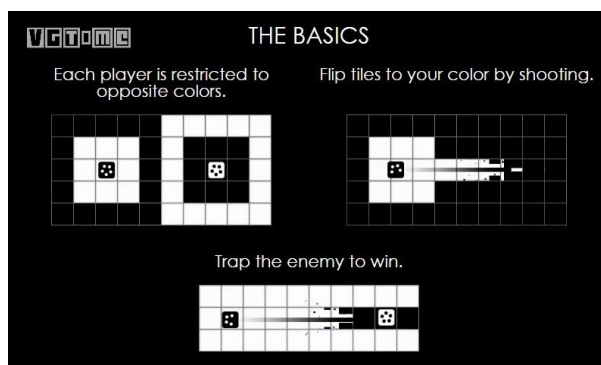 VGTIME
THE BASICS
Each player is restricted to
opposite colors.
Flip tiles to your color by shooting.
Trap the enemy to win.